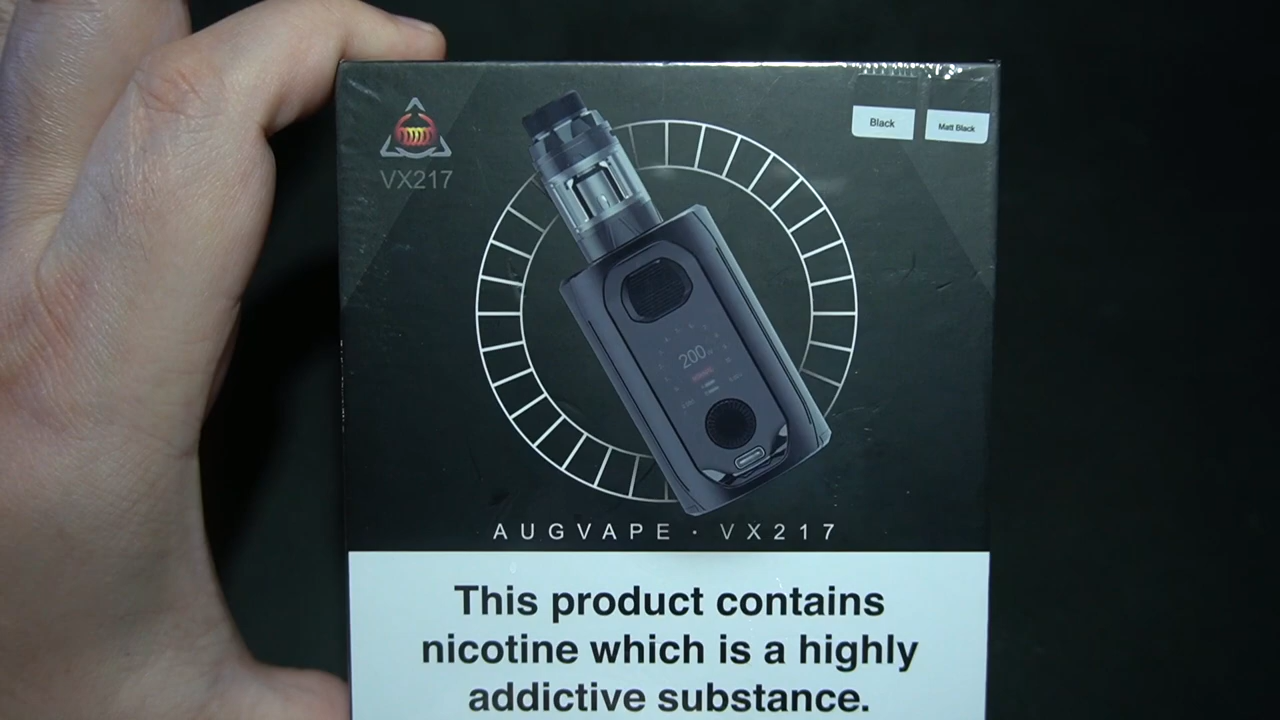 VX217
Black
Matt Black
200
AUGVAPE · VX217
This product contains
nicotine which is a highly
addictive substance.